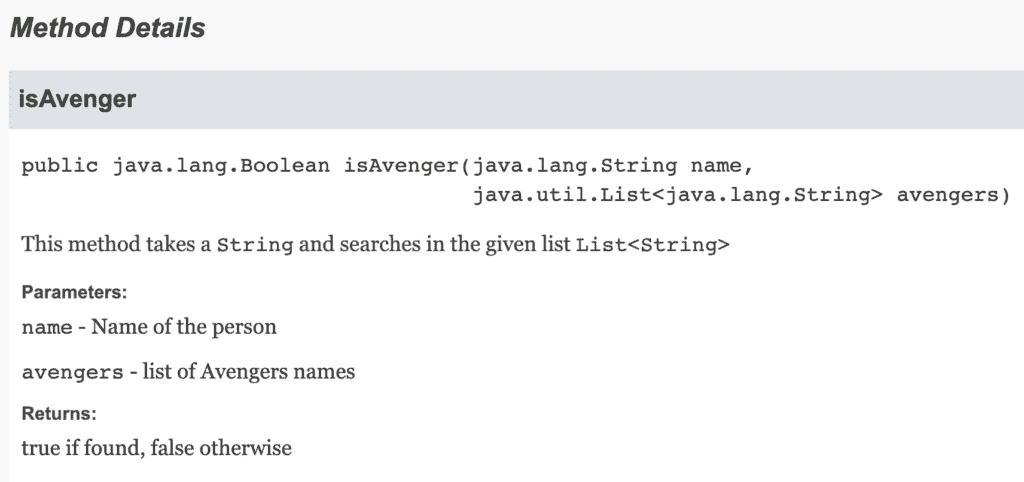 Method Details
isAvenger
public java.lang.Boolean isAvenger(java.lang.String name,
java.util.List<java.lang.String> avengers)
This method takes a String and searches in the given list List<String>
Parameters:
name - Name of the person
avengers - list of Avengers names
Returns:
true if found, false otherwise